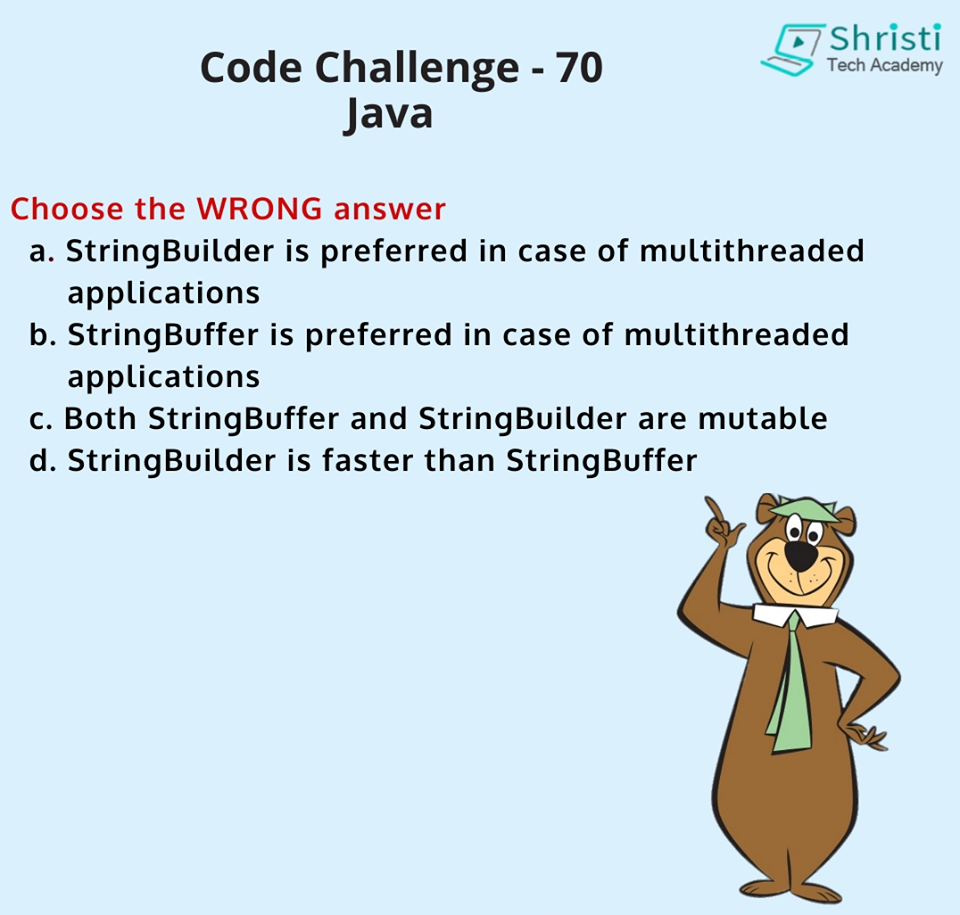 Shristi
Tech Academy
Code Challenge - 70
Java
Choose the WRONG answer
a. StringBuilder is preferred in case of multithreaded
applications
b. StringBuffer is preferred in case of multithreaded
applications
c. Both StringBuffer and StringBuilder are mutable
d. StringBuilder is faster than StringBuffer